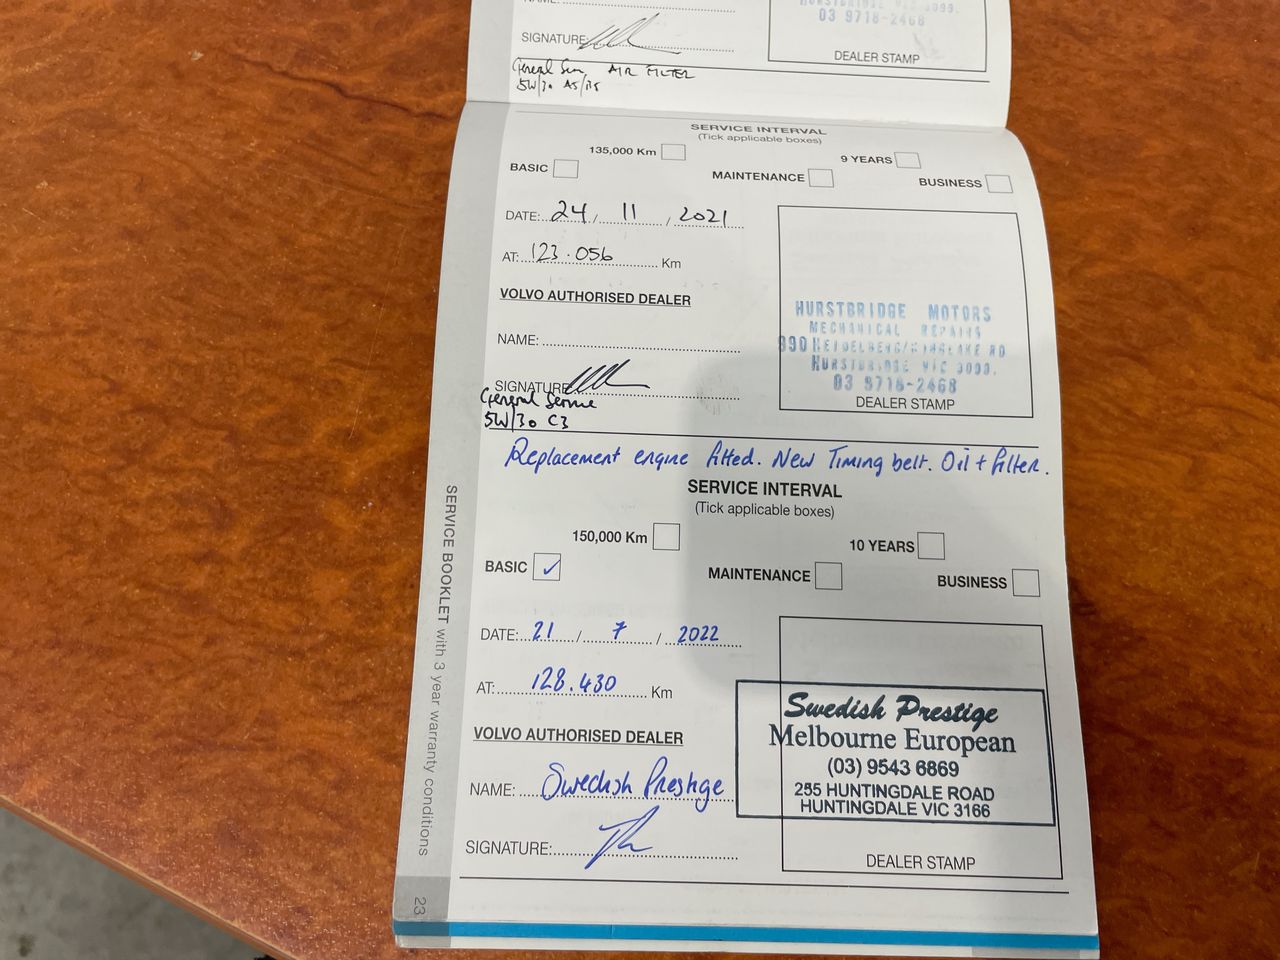 03 9718-2468
SIGNATURE:
DEALER STAMP
General AIR FILTER
5W/30
SERVICE INTERVAL
(Tick applicable boxes)
135,000 Km
9 YEARS
BASIC
MAINTENANCE
BUSINESS
DATE: 24 / 11 / 2021
AT: 123.056 Km
VOLVO AUTHORISED DEALER
HURSTBRIDGE MOTORS
MECHANICAL REPAIRS
990 HEIDELBERG/KINGLAKE RD
HURSTBRIDGE VIC 3099.
03 9718-2468
NAME:
SIGNATURE
DEALER STAMP
General Service
5W/30 C3
Replacement engine fitted. New Timing belt. Oil + filter.
SERVICE INTERVAL
(Tick applicable boxes)
150,000 Km
10 YEARS
BASIC ✓
MAINTENANCE
BUSINESS
DATE: 21 / 7 / 2022
AT: 128.430 Km
VOLVO AUTHORISED DEALER
Swedish Prestige
Melbourne European
(03) 9543 6869
255 HUNTINGDALE ROAD
HUNTINGDALE VIC 3166
NAME: Swedish Prestige
SIGNATURE:
DEALER STAMP
SERVICE BOOKLET with 3 year warranty conditions
23